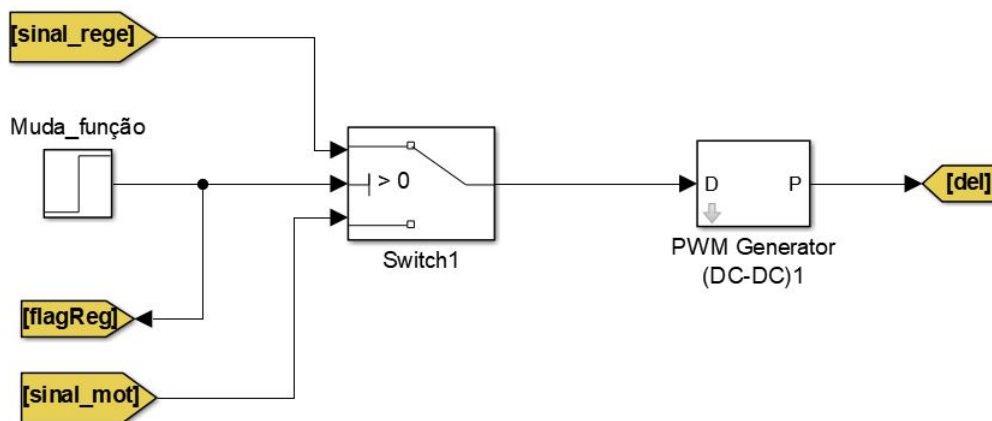 [sinal_rege]
Muda_função
> 0
Switch1
D P
PWM Generator
(DC-DC)1
[del]
[flagReg]
[sinal_mot]